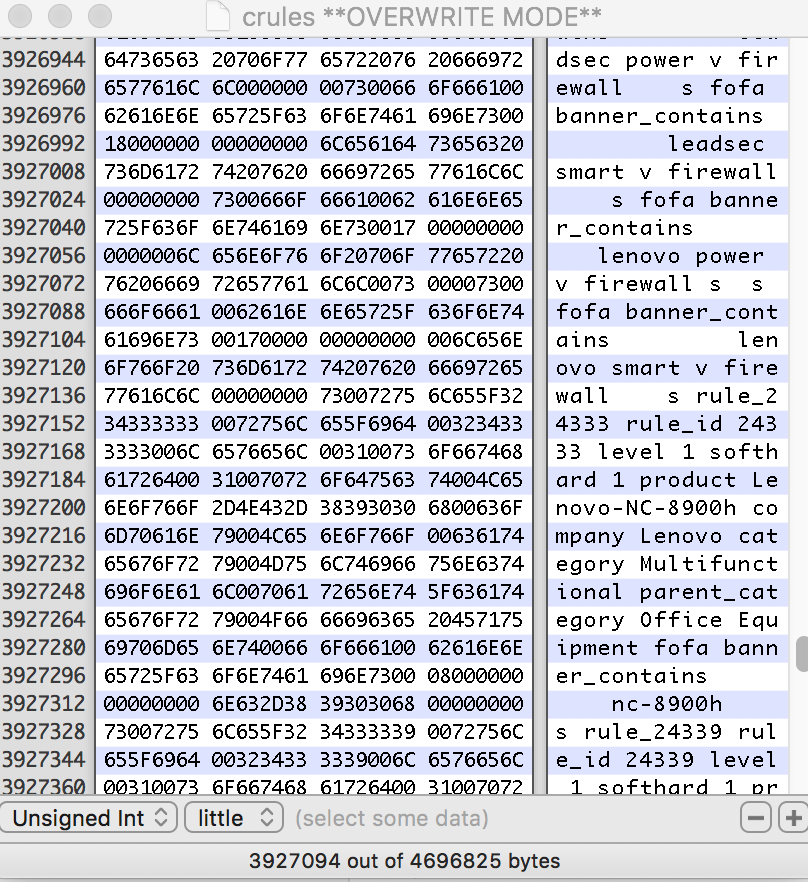 crules **OVERWRITE MODE**
3926944 64736563 20706F77 65722076 20666972 dsec power v fir
3926960 6577616C 6C000000 00730066 6F666100 ewall s fofa
3926976 62616E6E 65725F63 6F6E7461 696E7300 banner_contains
3926992 18000000 00000000 6C656164 73656320 leadsec
3927008 736D6172 74207620 66697265 77616C6C smart v firewall
3927024 00000000 7300666F 66610062 616E6E65 s fofa banne
3927040 725F636F 6E746169 6E730017 00000000 r_contains
3927056 0000006C 656E6F76 6F20706F 77657220 lenovo power
3927072 76206669 72657761 6C6C0073 00007300 v firewall s s
3927088 666F6661 0062616E 6E65725F 636F6E74 fofa banner_cont
3927104 61696E73 00170000 00000000 006C656E ains len
3927120 6F766F20 736D6172 74207620 66697265 ovo smart v fire
3927136 77616C6C 00000000 73007275 6C655F32 wall s rule_2
3927152 34333333 0072756C 655F6964 00323433 4333 rule_id 243
3927168 3333006C 6576656C 00310073 6F667468 33 level 1 softh
3927184 61726400 31007072 6F647563 74004C65 ard 1 product Le
3927200 6E6F766F 2D4E432D 38393030 6800636F novo-NC-8900h co
3927216 6D70616E 79004C65 6E6F766F 00636174 mpany Lenovo cat
3927232 65676F72 79004D75 6C746966 756E6374 egory Multifunct
3927248 696F6E61 6C007061 72656E74 5F636174 ional parent_cat
3927264 65676F72 79004F66 66696365 20457175 egory Office Equ
3927280 69706D65 6E740066 6F666100 62616E6E ipment fofa bann
3927296 65725F63 6F6E7461 696E7300 08000000 er_contains
3927312 00000000 6E632D38 39303068 00000000 nc-8900h
3927328 73007275 6C655F32 34333339 0072756C s rule_24339 rul
3927344 655F6964 00323433 3339006C 6576656C e_id 24339 level
3927360 00310073 6F667468 61726400 31007072 1 softhard 1 pr
Unsigned Int little (select some data)
3927094 out of 4696825 bytes